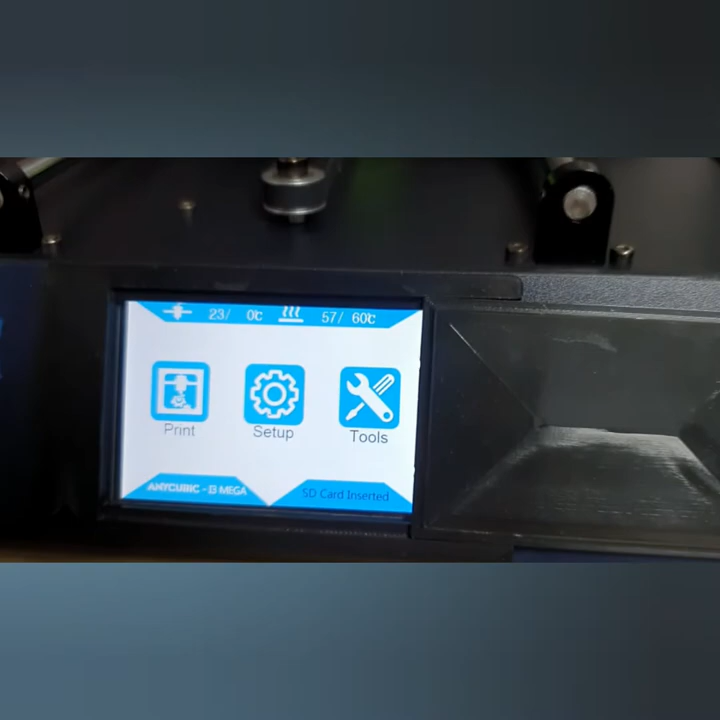 23/ 0℃ 57/ 60℃
Print Setup Tools
ANYCUBIC - I3 MEGA SD Card Inserted